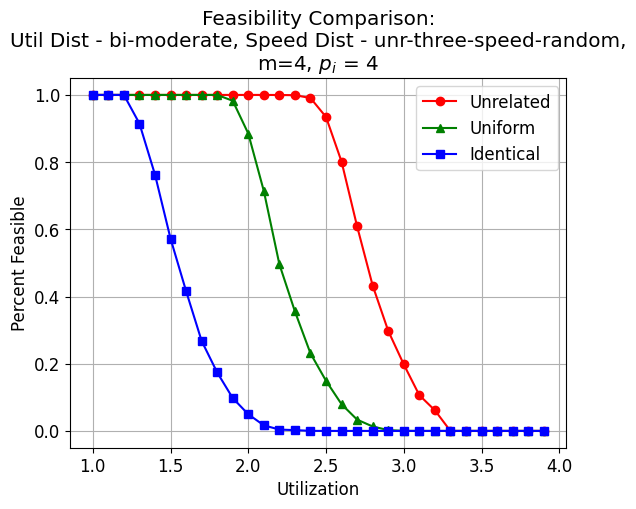 Feasibility Comparison:
Util Dist - bi-moderate, Speed Dist - unr-three-speed-random,
m=4, $p_i$ = 4
Unrelated
Uniform
Identical
Percent Feasible
1.0
0.8
0.6
0.4
0.2
0.0
1.0 1.5 2.0 2.5 3.0 3.5 4.0
Utilization